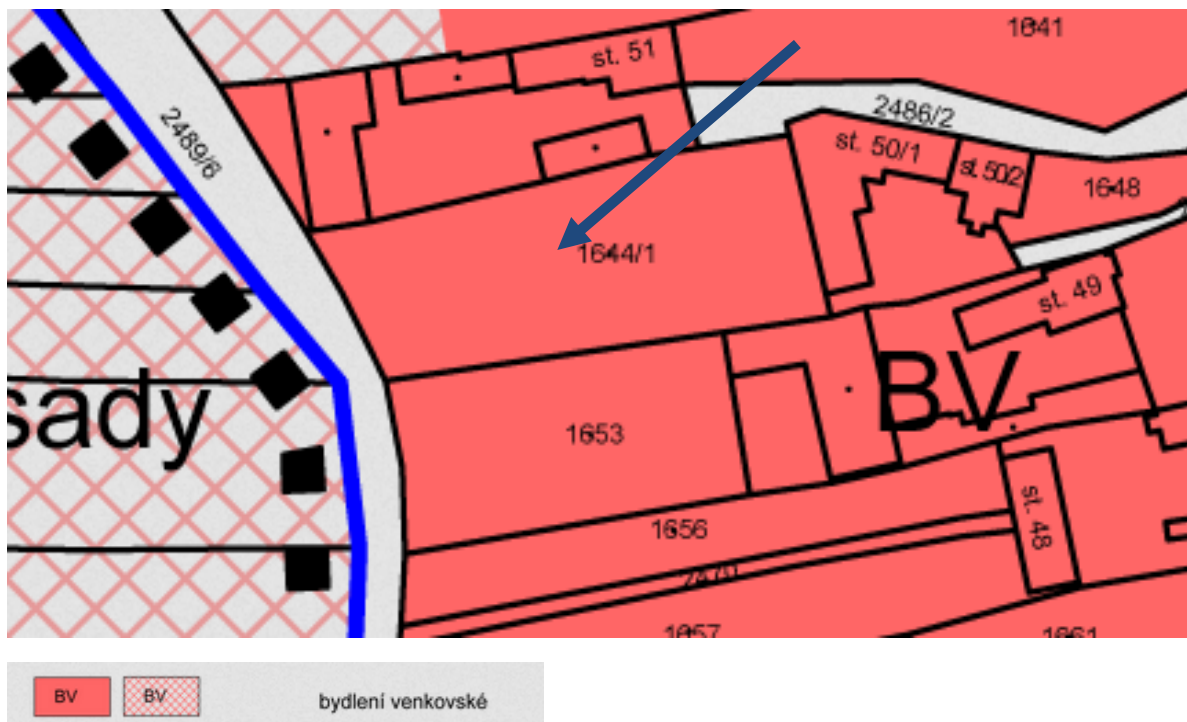 1641
st. 51
2486/2
2489/6
st. 50/1
st. 50/2
1648
1644/1
st. 49
BV
sady
1653
1656
st. 48
1657
1661
BV BV bydlení venkovské